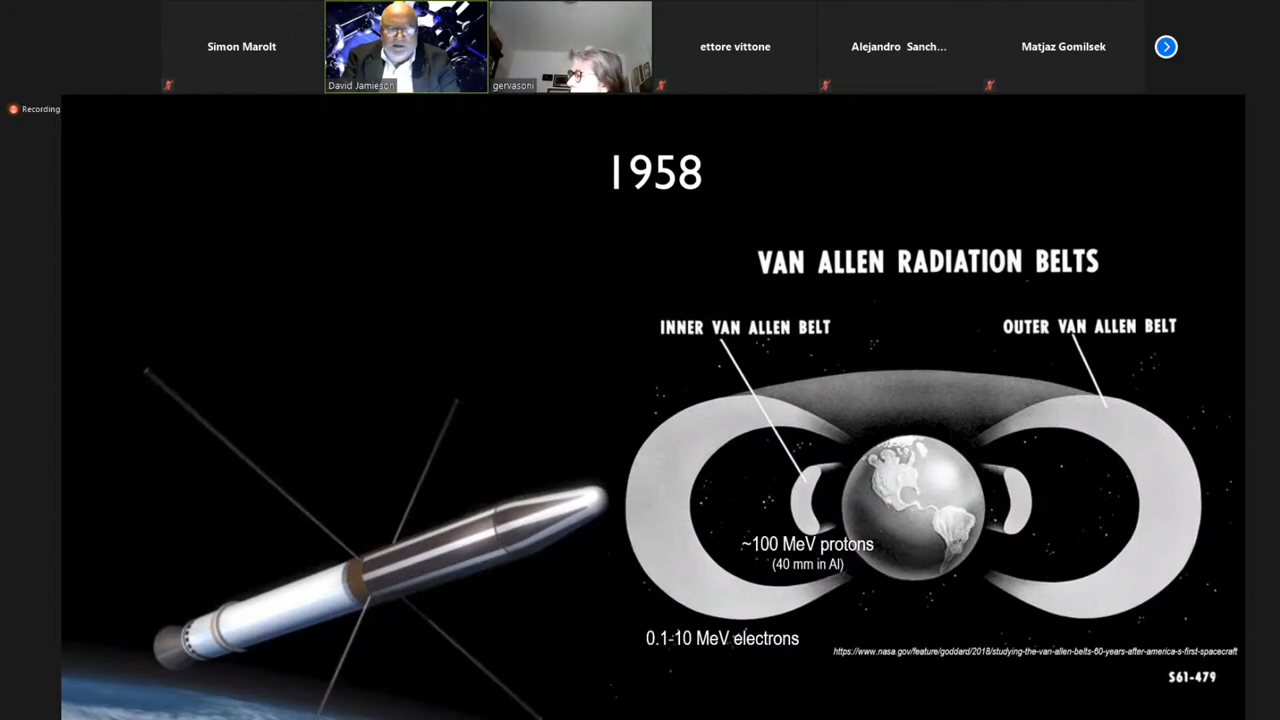 Simon Marolt
David Jamieson
gervasoni
ettore vittone
Alejandro Sanch...
Matjaz Gomilsek
Recording
1958
VAN ALLEN RADIATION BELTS
INNER VAN ALLEN BELT
OUTER VAN ALLEN BELT
~100 MeV protons
(40 mm in Al)
0.1-10 MeV electrons
https://www.nasa.gov/feature/goddard/2018/studying-the-van-allen-belts-60-years-after-america-s-first-spacecraft
S61-479